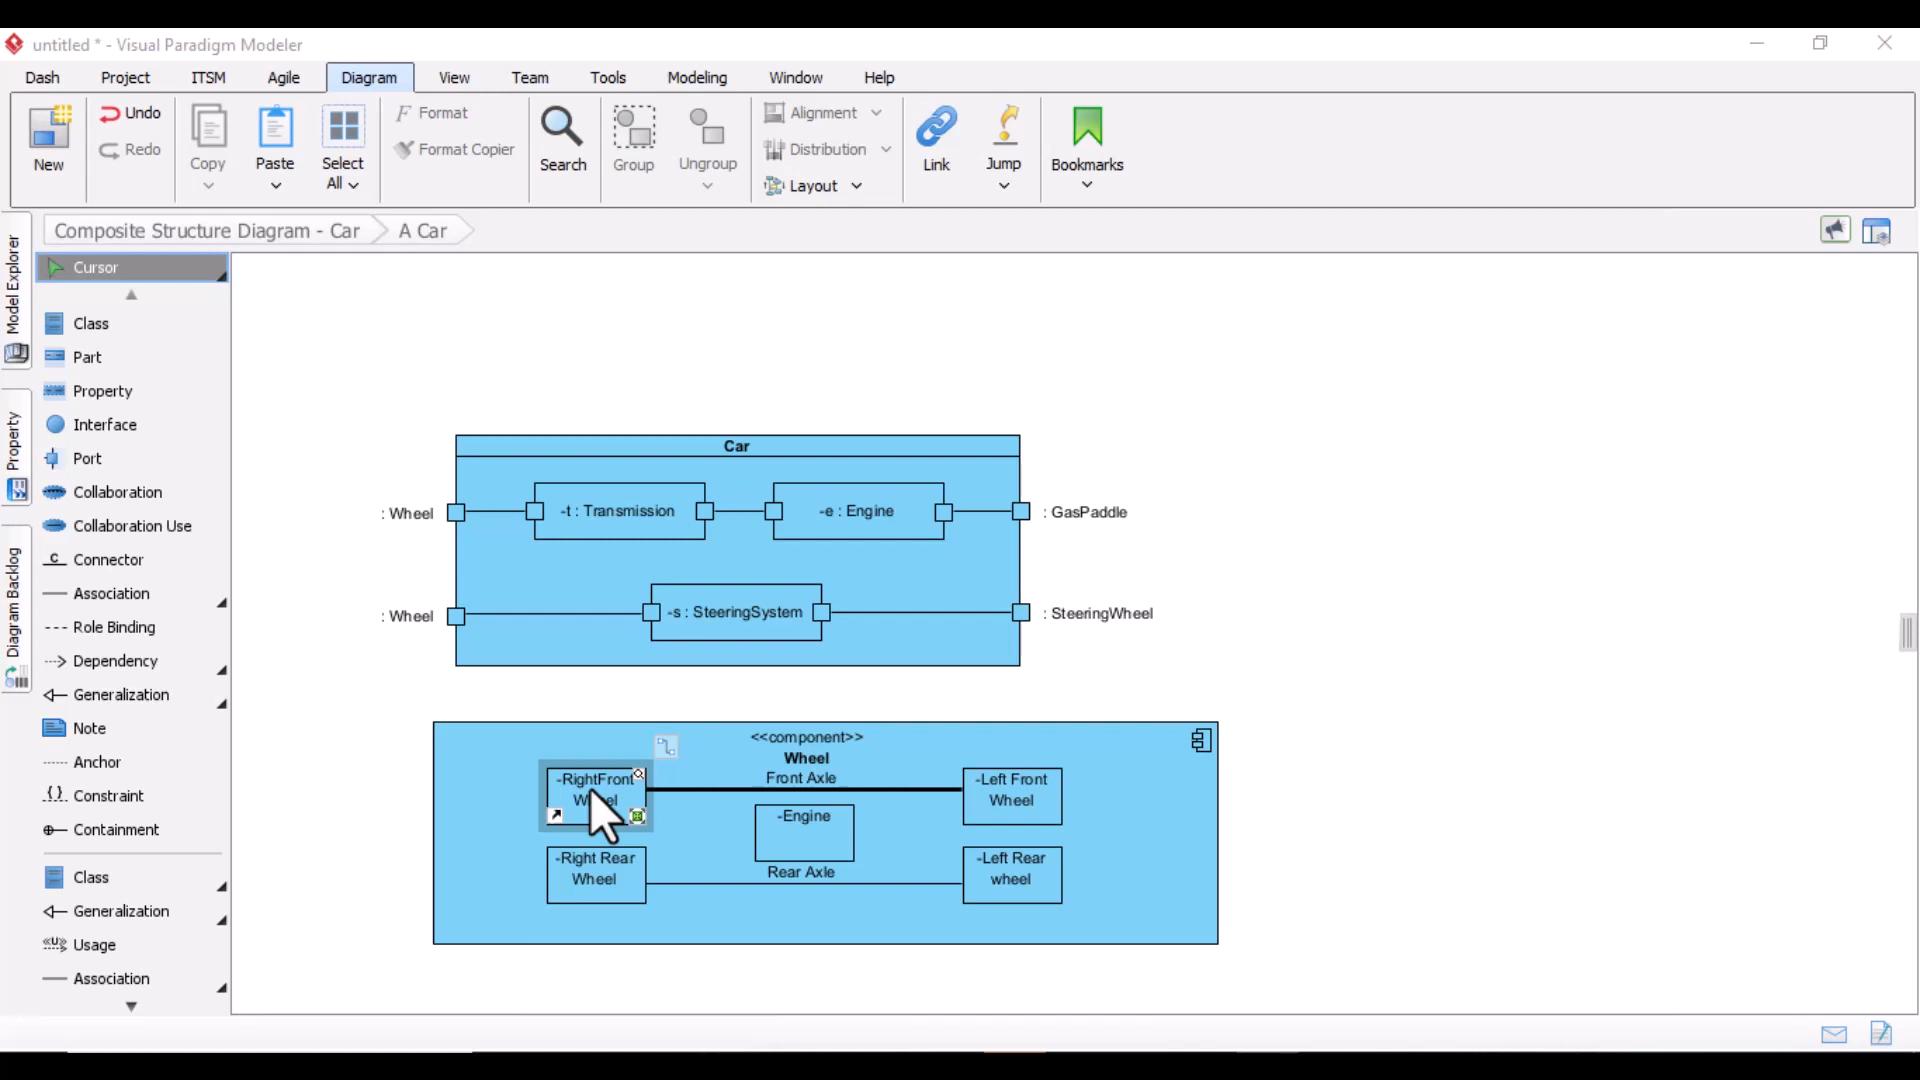 untitled * - Visual Paradigm Modeler
Dash Project ITSM Agile Diagram View Team Tools Modeling Window Help
New
Undo
Redo
Copy
Paste
Select
All
Format
Format Copier
Search
Group
Ungroup
Alignment
Distribution
Layout
Link
Jump
Bookmarks
Composite Structure Diagram - Car
A Car
Model Explorer
Property
Diagram Backlog
Cursor
Class
Part
Property
Interface
Port
Collaboration
Collaboration Use
C Connector
Association
Role Binding
Dependency
Generalization
Note
Anchor
Constraint
Containment
Class
Generalization
«U» Usage
Association
Car
: Wheel
-t : Transmission
-e : Engine
: GasPaddle
: Wheel
-s : SteeringSystem
: SteeringWheel
<<component>>
Wheel
Front Axle
-RightFront
-Left Front
Wheel
-Engine
-Right Rear
Wheel
Rear Axle
-Left Rear
wheel